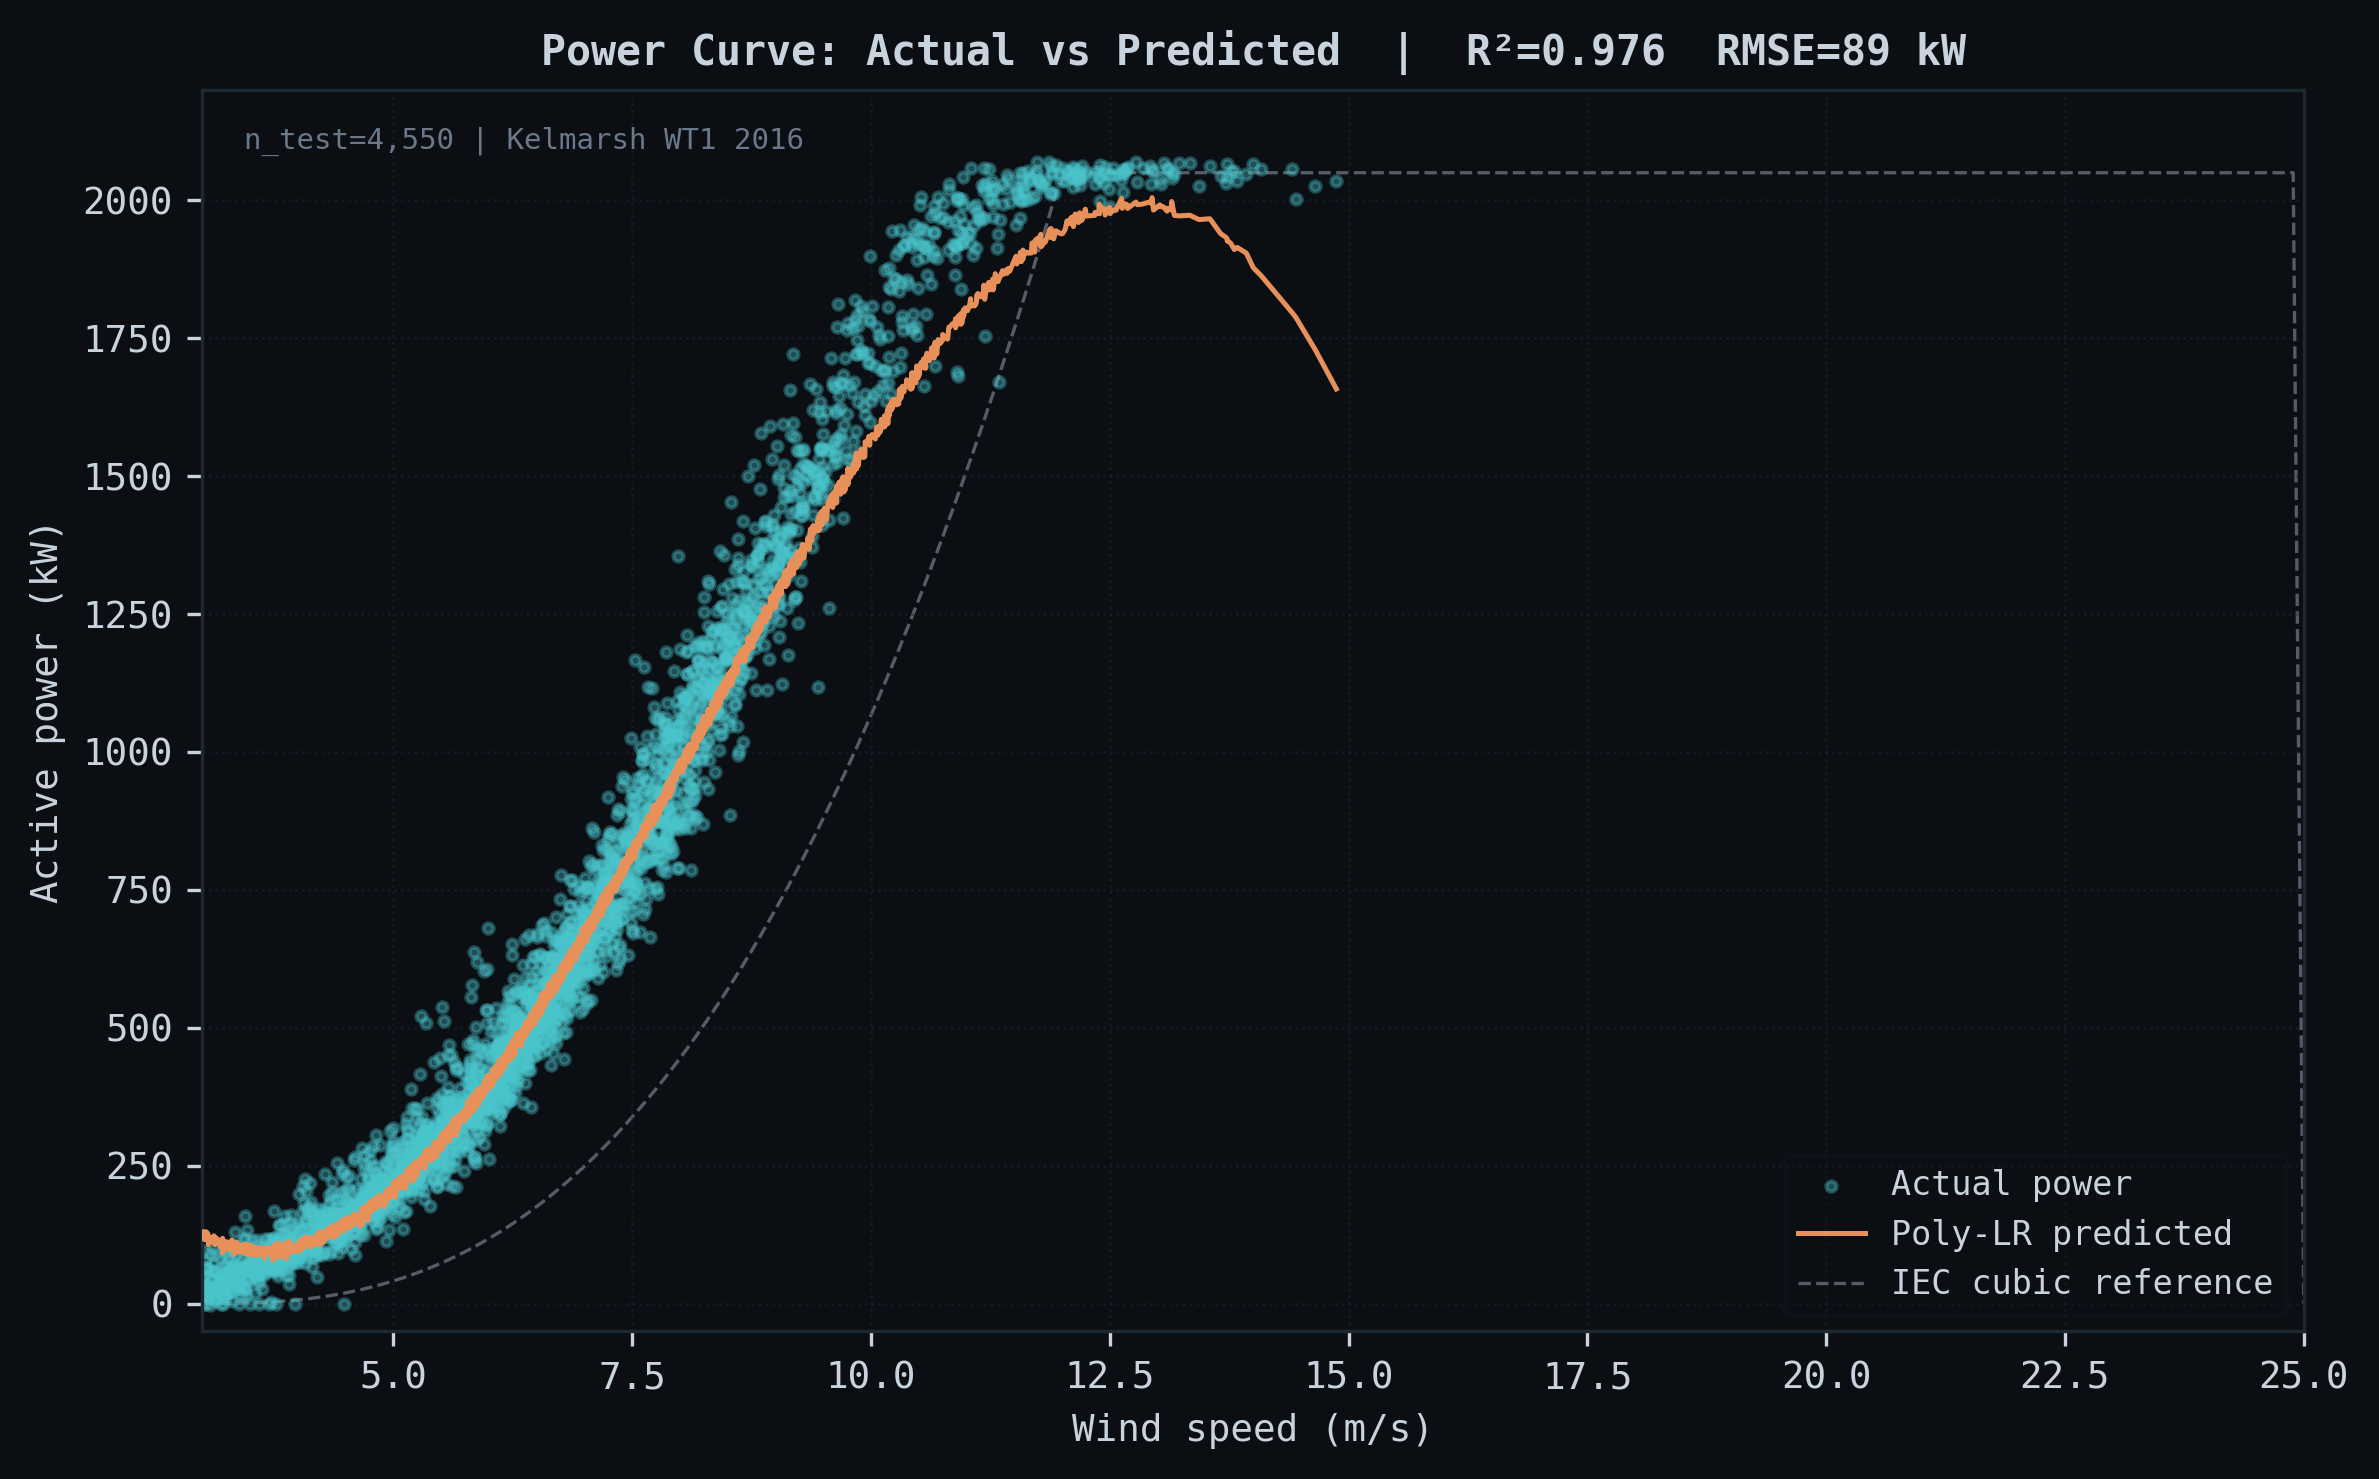 Power Curve: Actual vs Predicted | R²=0.976 RMSE=89 kW
n_test=4,550 | Kelmarsh WT1 2016
Active power (kW)
2000
1750
1500
1250
1000
750
500
250
0
Actual power
Poly-LR predicted
IEC cubic reference
5.0 7.5 10.0 12.5 15.0 17.5 20.0 22.5 25.0
Wind speed (m/s)